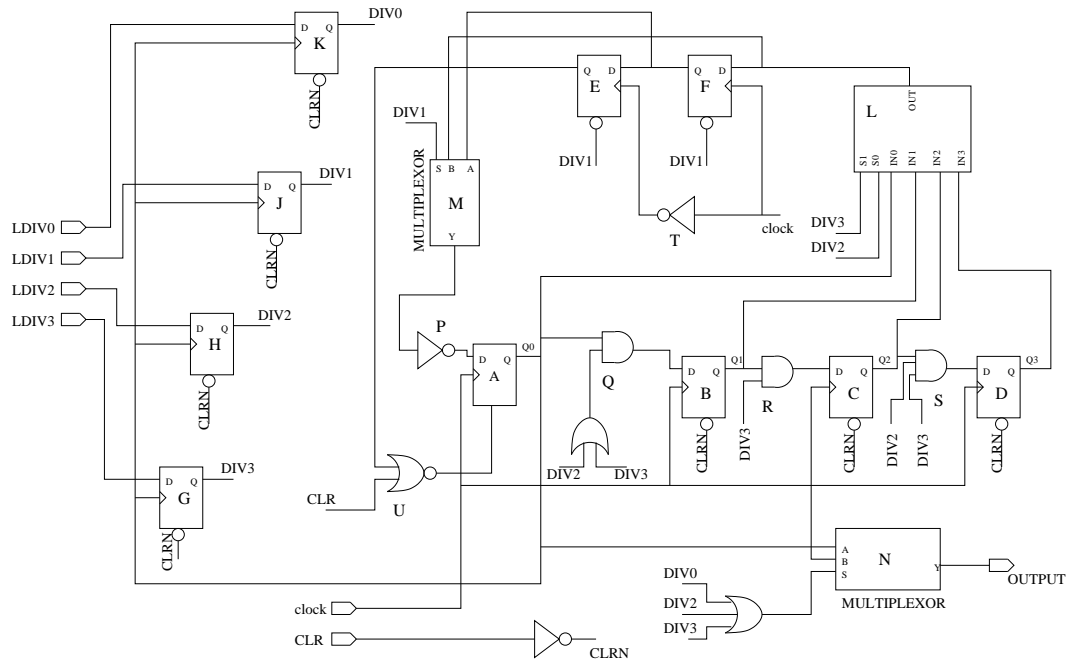 DIV0
D Q
K
CLRN
DIV1
D Q
J
CLRN
LDIV0
LDIV1
LDIV2
LDIV3
DIV2
D Q
H
CLRN
DIV3
D Q
G
CLRN
DIV1
S B A
M
Y
MULTIPLEXOR
Q D
E
DIV1
Q D
F
DIV1
T
clock
OUT
L
S1 S0 IN0 IN1 IN2 IN3
DIV3
DIV2
P
D Q
A
Q0
Q
DIV2 DIV3
D Q
B
CLRN
Q1
R
DIV3
D Q
C
CLRN
Q2
S
DIV2
DIV3
D Q
D
CLRN
Q3
CLR
U
clock
CLR
CLRN
DIV0
DIV2
DIV3
A
B
S
N
Y
MULTIPLEXOR
OUTPUT